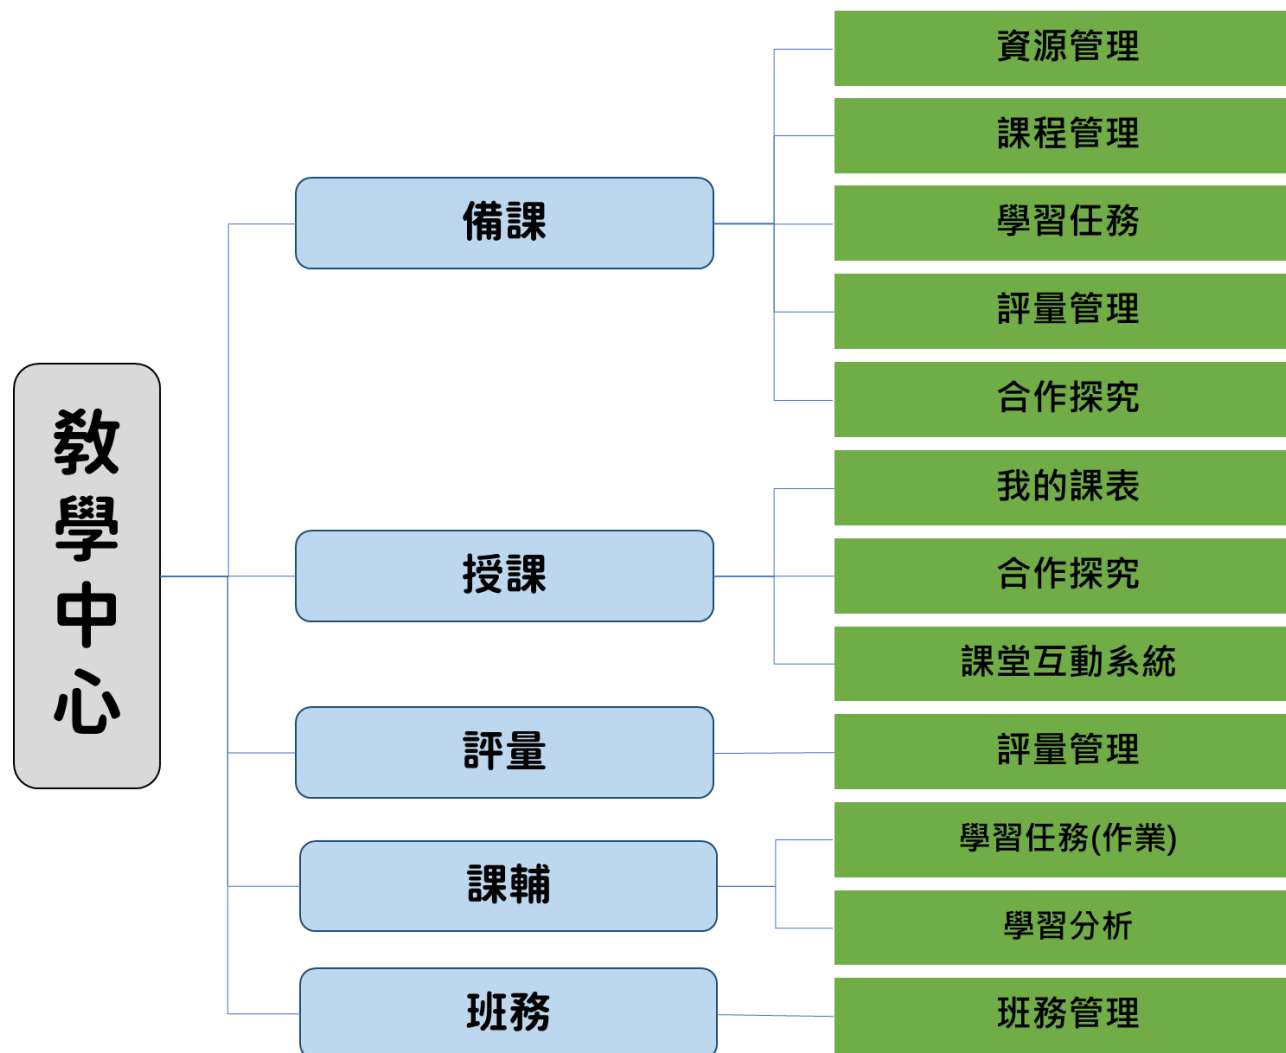 教學中心
備課
資源管理
課程管理
學習任務
評量管理
合作探究
授課
我的課表
合作探究
課堂互動系統
評量
評量管理
課輔
學習任務(作業)
學習分析
班務
班務管理